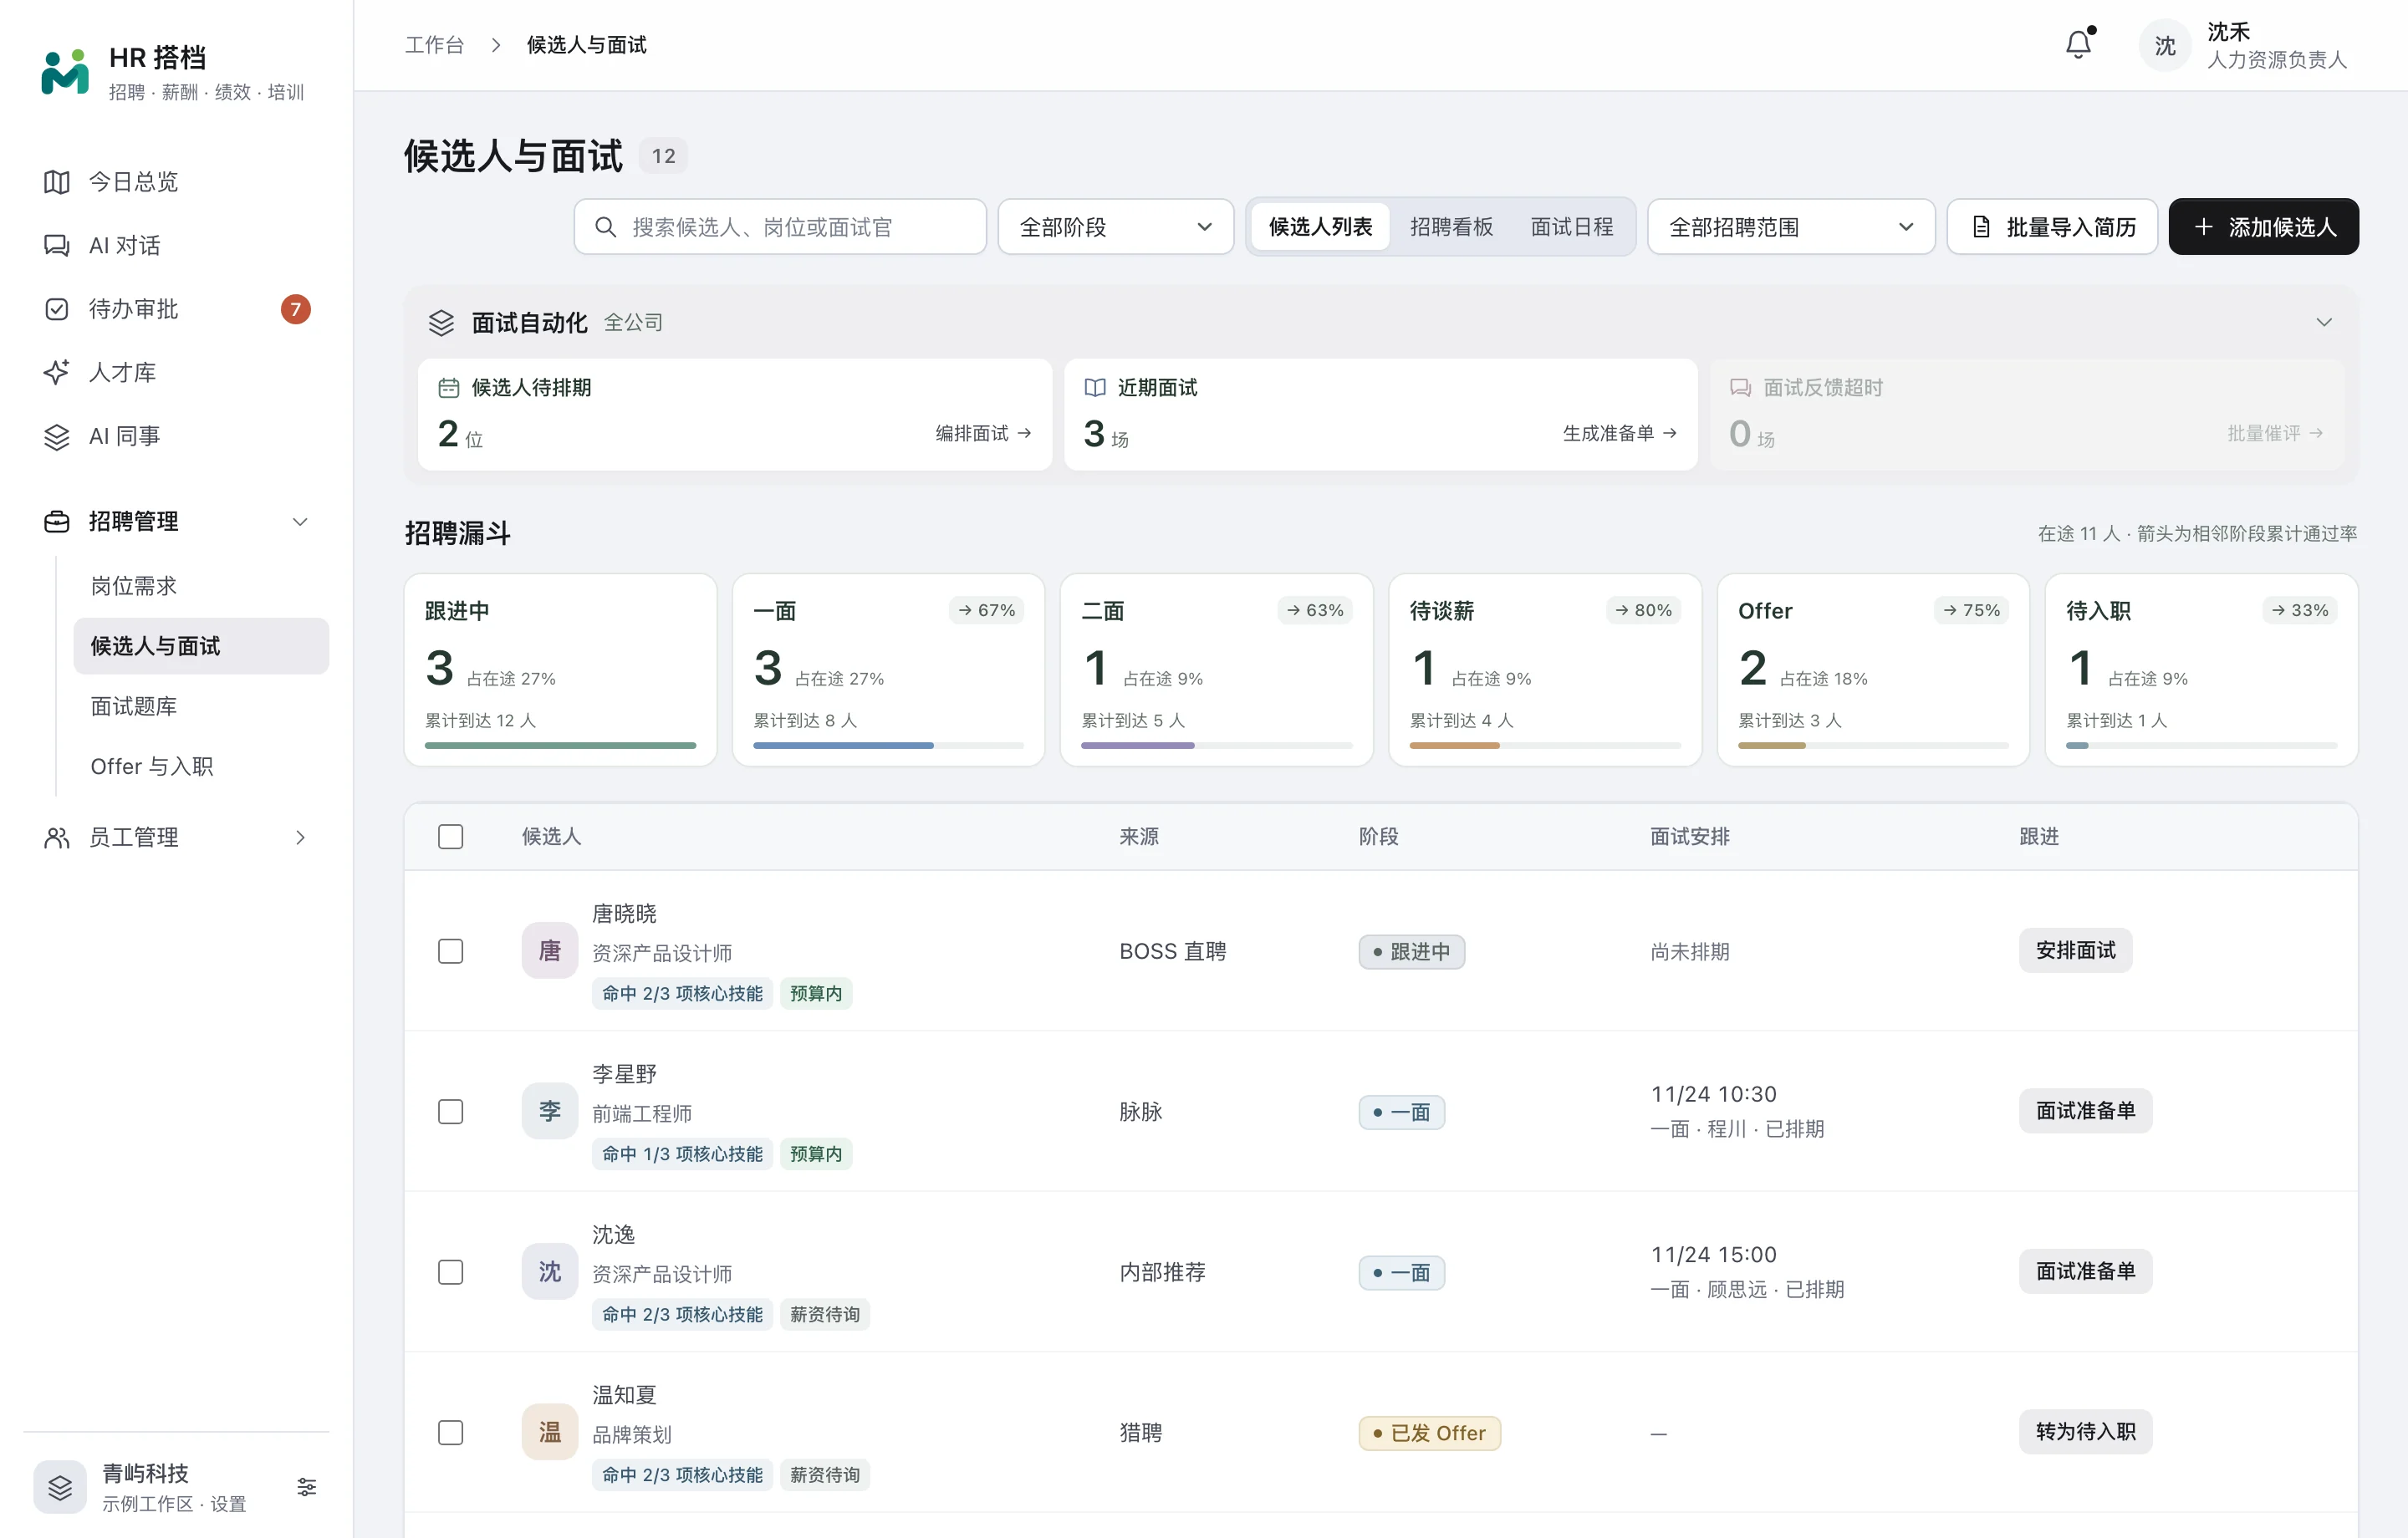 HR 搭档
招聘 · 薪酬 · 绩效 · 培训
今日总览
AI 对话
待办审批
7
人才库
AI 同事
招聘管理
岗位需求
候选人与面试
面试题库
Offer 与入职
员工管理
青屿科技
示例工作区 · 设置
工作台
候选人与面试
沈
沈禾
人力资源负责人
候选人与面试 12
搜索候选人、岗位或面试官
全部阶段
候选人列表
招聘看板
面试日程
全部招聘范围
批量导入简历
添加候选人
面试自动化 全公司
候选人待排期
2 位
编排面试 →
近期面试
3 场
生成准备单 →
面试反馈超时
0 场
批量催评 →
招聘漏斗
在途 11 人 · 箭头为相邻阶段累计通过率
跟进中
3 占在途 27%
累计到达 12 人
一面 → 67%
3 占在途 27%
累计到达 8 人
二面 → 63%
1 占在途 9%
累计到达 5 人
待谈薪 → 80%
1 占在途 9%
累计到达 4 人
Offer → 75%
2 占在途 18%
累计到达 3 人
待入职 → 33%
1 占在途 9%
累计到达 1 人
候选人 来源 阶段 面试安排 跟进
唐
唐晓晓
资深产品设计师
命中 2/3 项核心技能 预算内
BOSS 直聘
跟进中
尚未排期
安排面试
李
李星野
前端工程师
命中 1/3 项核心技能 预算内
脉脉
一面
11/24 10:30
一面 · 程川 · 已排期
面试准备单
沈
沈逸
资深产品设计师
命中 2/3 项核心技能 薪资待询
内部推荐
一面
11/24 15:00
一面 · 顾思远 · 已排期
面试准备单
温
温知夏
品牌策划
命中 2/3 项核心技能 薪资待询
猎聘
已发 Offer
—
转为待入职